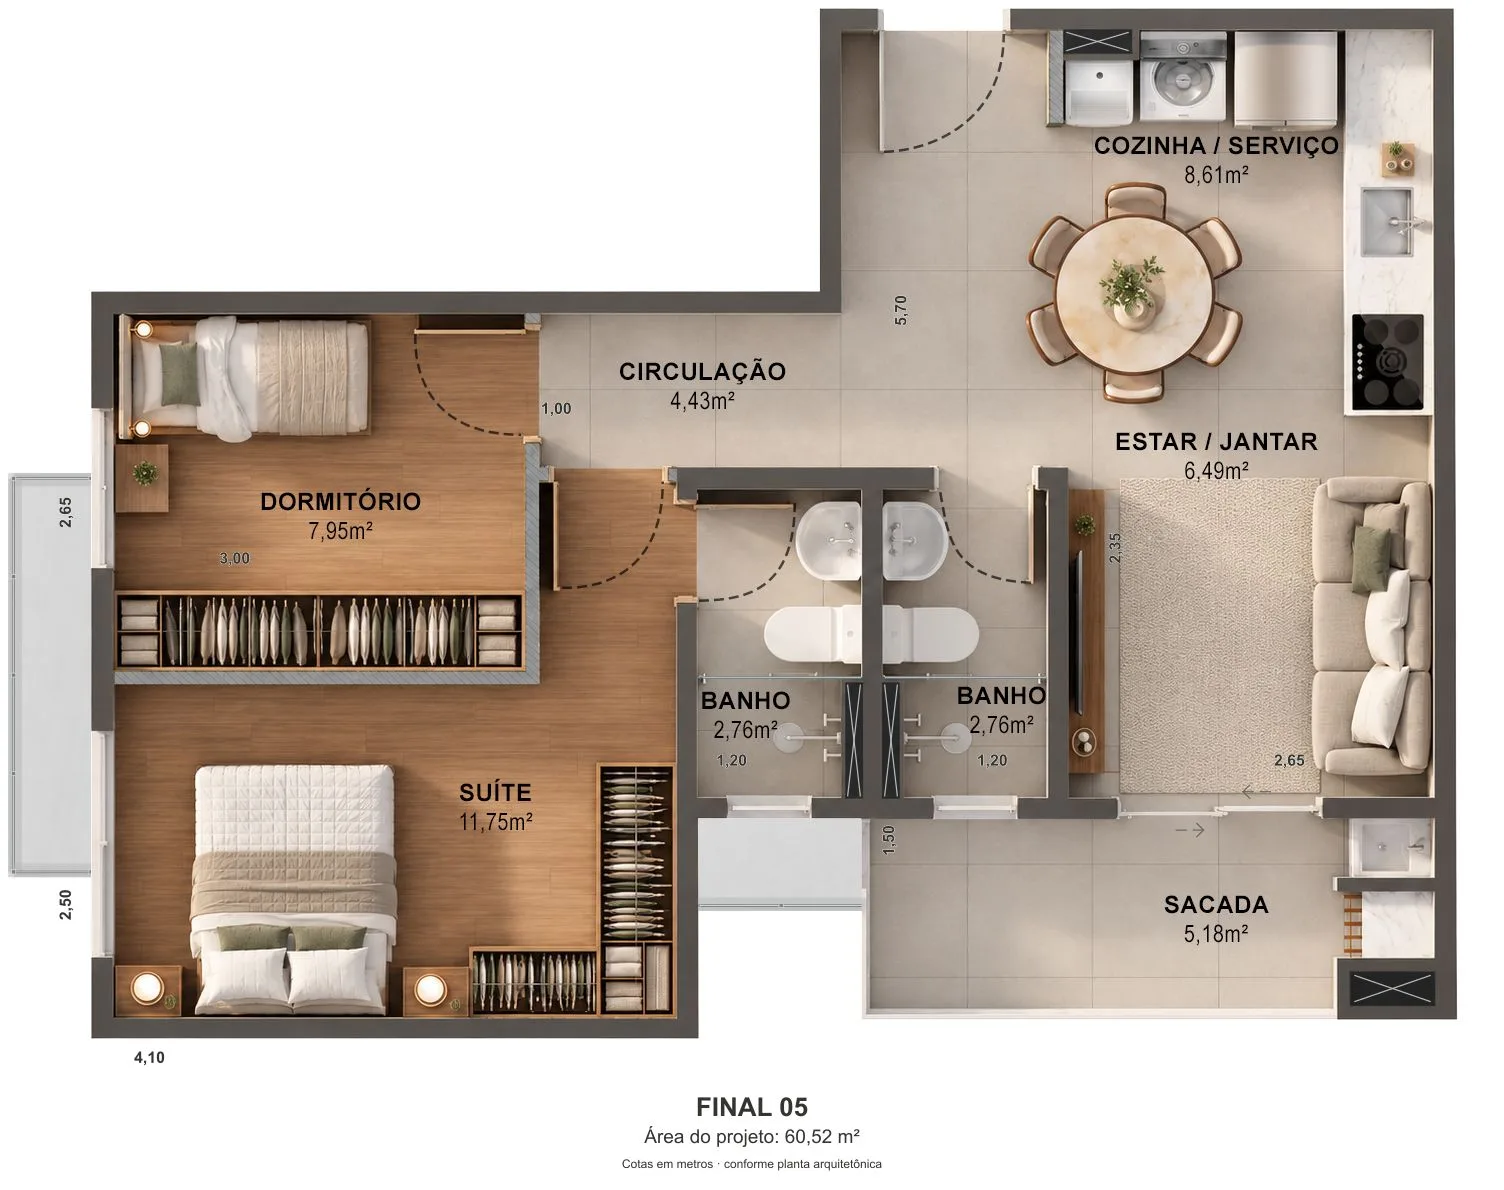 COZINHA / SERVIÇO
8,61m²
5,70
CIRCULAÇÃO
4,43m²
1,00
ESTAR / JANTAR
6,49m²
DORMITÓRIO
7,95m²
2,65
3,00
2,35
BANHO
2,76m²
1,20
BANHO
2,76m²
1,20
2,65
SUÍTE
11,75m²
1,50
2,50
SACADA
5,18m²
4,10
FINAL 05
Área do projeto: 60,52 m²
Cotas em metros · conforme planta arquitetônica